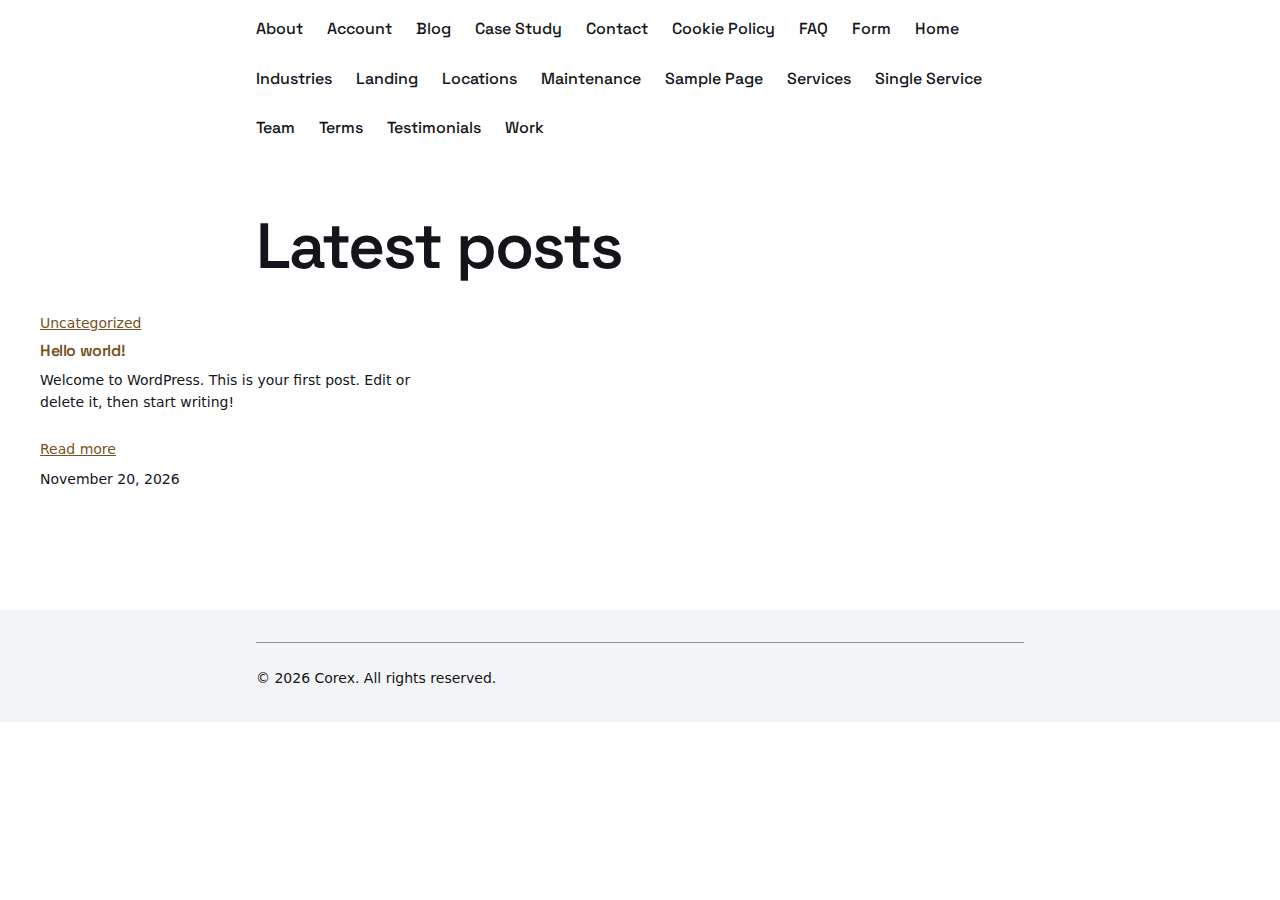 About Account Blog Case Study Contact Cookie Policy FAQ Form Home
Industries Landing Locations Maintenance Sample Page Services Single Service
Team Terms Testimonials Work
Latest posts
Uncategorized
Hello world!
Welcome to WordPress. This is your first post. Edit or
delete it, then start writing!
Read more
November 20, 2026
© 2026 Corex. All rights reserved.